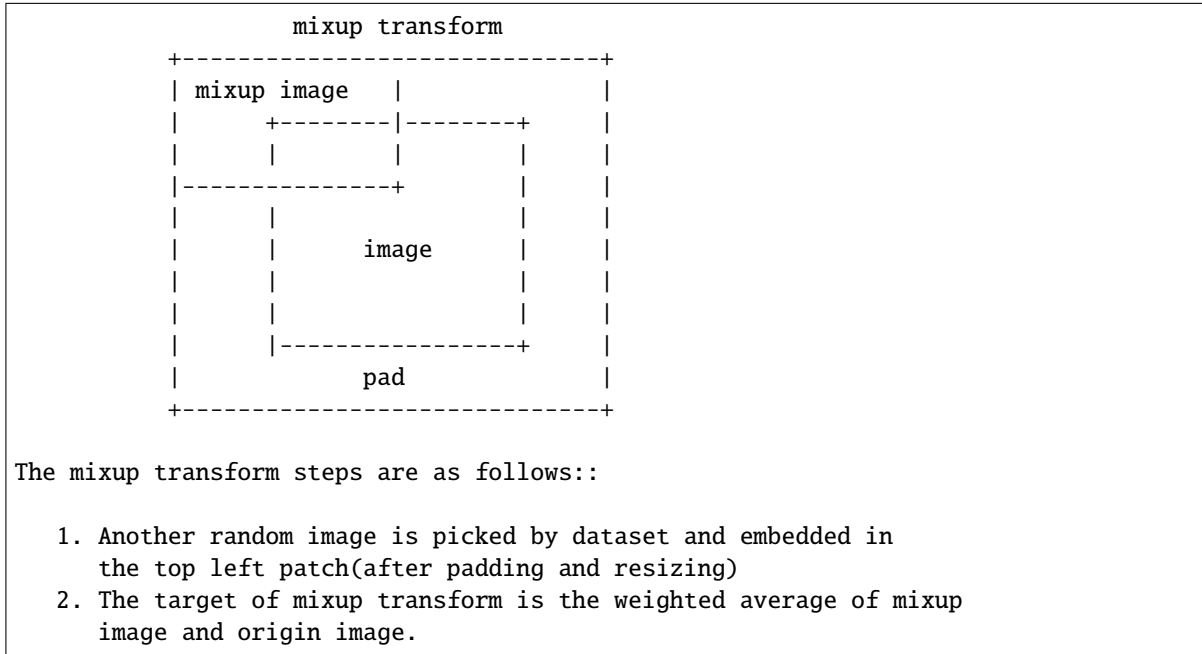 mixup transform
+------------------------------+
| mixup image   |              |
|      +--------|--------+     |
|      |        |        |     |
|---------------+        |     |
|      |                 |     |
|      |      image      |     |
|      |                 |     |
|      |                 |     |
|      |-----------------+     |
|             pad              |
+------------------------------+
The mixup transform steps are as follows::
1. Another random image is picked by dataset and embedded in
the top left patch(after padding and resizing)
2. The target of mixup transform is the weighted average of mixup
image and origin image.